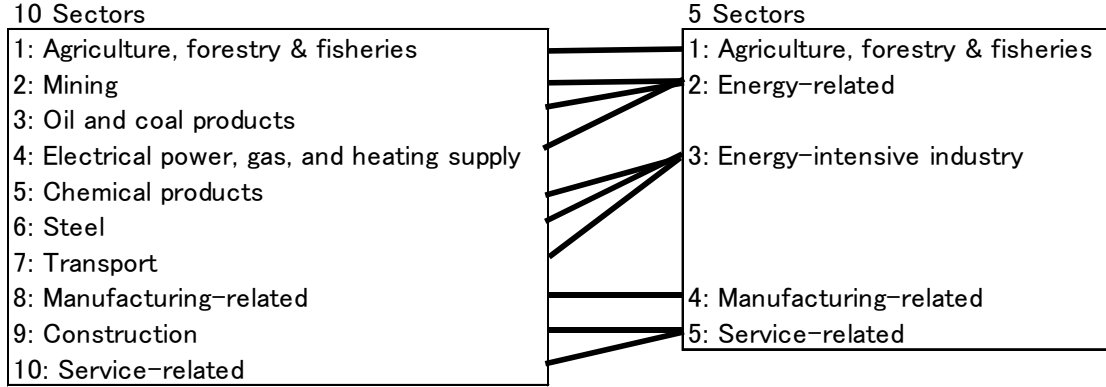 10 Sectors
1: Agriculture, forestry & fisheries
2: Mining
3: Oil and coal products
4: Electrical power, gas, and heating supply
5: Chemical products
6: Steel
7: Transport
8: Manufacturing-related
9: Construction
10: Service-related
5 Sectors
1: Agriculture, forestry & fisheries
2: Energy-related
3: Energy-intensive industry
4: Manufacturing-related
5: Service-related